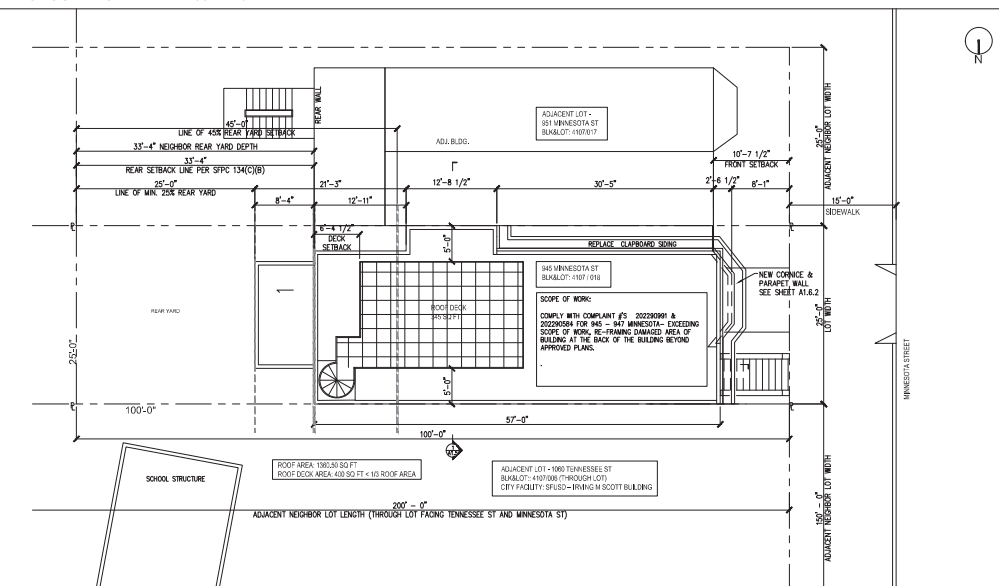 N
ADJACENT LOT -
951 MINNESOTA ST
BLK&LOT: 4107/017
ADJ. BLDG.
REAR WALL
45'-0"
LINE OF 45% REAR YARD SETBACK
33'-4" NEIGHBOR REAR YARD DEPTH
33'-4"
REAR SETBACK LINE PER SFPC 134(C)(B)
25'-0"
LINE OF MIN. 25% REAR YARD
21'-3"
12'-8 1/2"
30'-5"
2'-6 1/2"
8'-1"
10'-7 1/2"
FRONT SETBACK
25'-0"
ADJACENT NEIGHBOR LOT WIDTH
15'-0"
SIDEWALK
8'-4"
12'-11"
6'-4 1/2"
DECK
SETBACK
5'-0"
REPLACE CLAPBOARD SIDING
945 MINNESOTA ST
BLK&LOT: 4107 / 018
SCOPE OF WORK:
COMPLY WITH COMPLAINT #'S 202290991 &
202290584 FOR 945 - 947 MINNESOTA- EXCEEDING
SCOPE OF WORK, RE-FRAMING DAMAGED AREA OF
BUILDING AT THE BACK OF THE BUILDING BEYOND
APPROVED PLANS.
.
NEW CORNICE &
PARAPET WALL
SEE SHEET A1.6.2
REAR YARD
1
ROOF DECK
345 SQ FT
25'-0"
LOT WIDTH
25'-0"
MINNESOTA STREET
5'-0"
100'-0"
57'-0"
100'-0"
SCHOOL STRUCTURE
ROOF AREA: 1360.50 SQ FT
ROOF DECK AREA: 400 SQ FT < 1/3 ROOF AREA
ADJACENT LOT - 1060 TENNESSEE ST
BLK&LOT:: 4107/006 (THROUGH LOT)
CITY FACILITY: SFUSD – IRVING M SCOTT BUILDING
200' - 0"
ADJACENT NEIGHBOR LOT LENGTH (THROUGH LOT FACING TENNESSEE ST AND MINNESOTA ST)
150' - 0"
ADJACENT NEIGHBOR LOT WIDTH